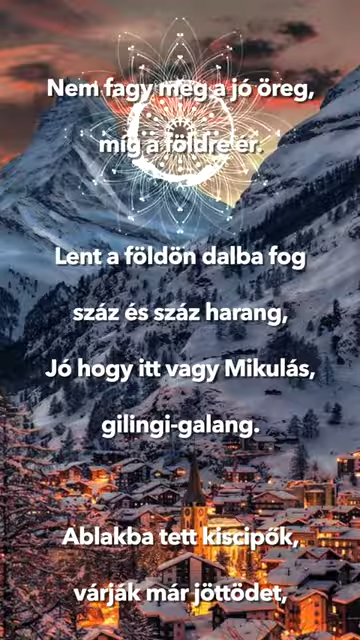 Nem fagy meg a jó öreg,
míg a földre ér.
Lent a földön dalba fog
száz és száz harang,
Jó hogy itt vagy Mikulás,
gilingi-galang.
Ablakba tett kiscipők,
várják már jöttödet,